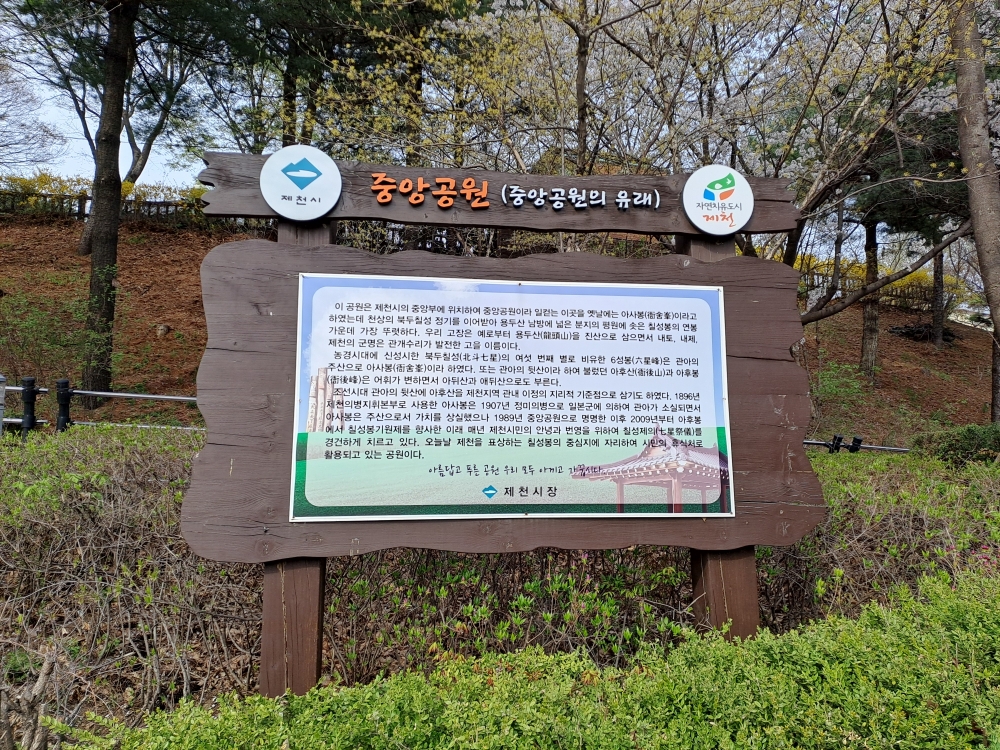 제천시
중앙공원 (중앙공원의 유래)
자연치유도시
제천
이 공원은 제천시의 중앙부에 위치하여 중앙공원이라 일컫는 이곳을 옛날에는 아사봉(衙舍峯)이라고
하였는데 천상의 북두칠성 정기를 이어받아 용두산 남방에 넓은 분지의 평원에 솟은 칠성봉의 연봉
가운데 가장 뚜렷하다. 우리 고장은 예로부터 용두산(龍頭山)을 진산으로 삼으면서 내토, 내제,
제천의 군명은 관개수리가 발전한 고을 이름이다.
농경시대에 신성시한 북두칠성(北斗七星)의 여섯 번째 별로 비유한 6성봉(六星峰)은 관아의
주산으로 아사봉(衙舍峯)이라 하였다. 또는 관아의 뒷산이라 하여 불렀던 아후산(衙後山)과 아후봉
(衙後峰)은 어휘가 변하면서 아뒤산과 애뒤산으로도 부른다.
조선시대 관아의 뒷산에 아후산을 제천지역 관내 이정의 지리적 기준점으로 삼기도 하였다. 1896년
제천의병지휘본부로 사용한 아사봉은 1907년 정미의병으로 일본군에 의하여 관아가 소실되면서
아사봉은 주산으로서 가치를 상실했으나 1989년 중앙공원으로 명명한 이후 2009년부터 아후봉
에서 칠성봉기원제를 향사한 이래 매년 제천시민의 안녕과 번영을 위하여 칠성제의(七星祭儀)를
경건하게 치르고 있다. 오늘날 제천을 표상하는 칠성봉의 중심지에 자리하여 시민의 휴식처로
활용되고 있는 공원이다.
아름답고 푸른 공원 우리 모두 아끼고 가꿉시다.
제천시장